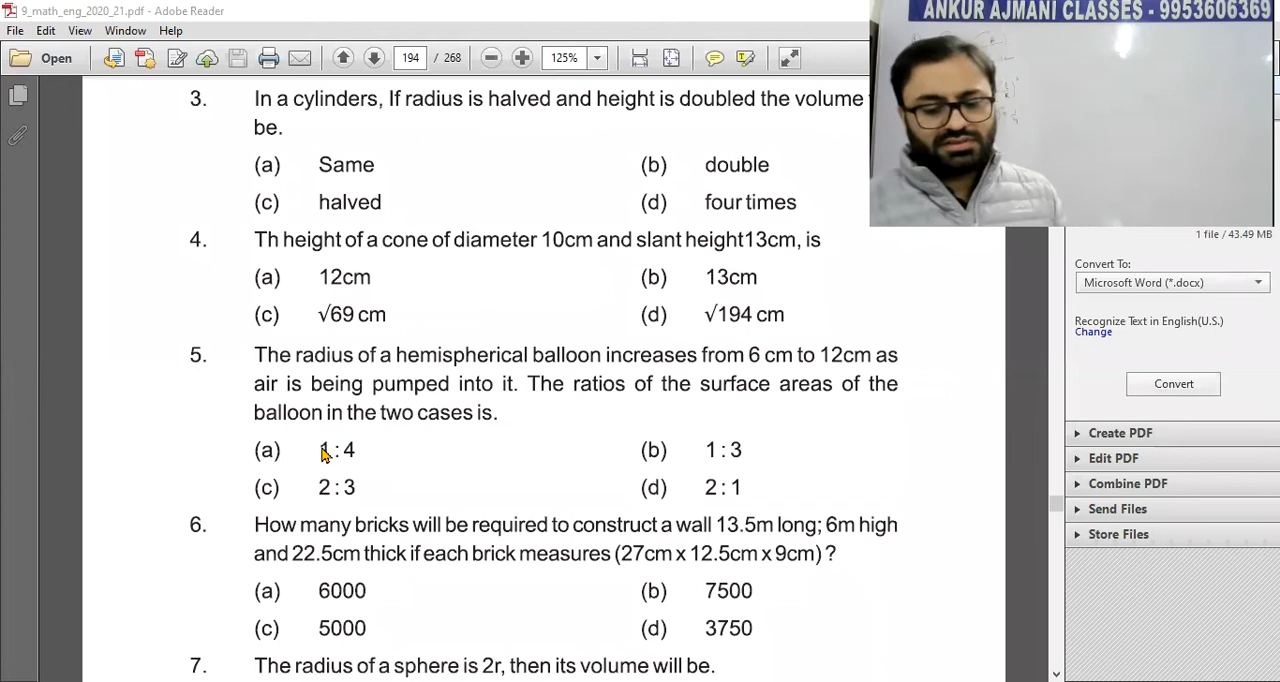 9_math_eng_2020_21.pdf - Adobe Reader
File Edit View Window Help
Open 194 / 268 125%
ANKUR AJMANI CLASSES - 9953606369
3. In a cylinders, If radius is halved and height is doubled the volume
be.
(a) Same (b) double
(c) halved (d) four times
4. Th height of a cone of diameter 10cm and slant height13cm, is
(a) 12cm (b) 13cm
(c) √69 cm (d) √194 cm
5. The radius of a hemispherical balloon increases from 6 cm to 12cm as
air is being pumped into it. The ratios of the surface areas of the
balloon in the two cases is.
(a) 1 : 4 (b) 1 : 3
(c) 2 : 3 (d) 2 : 1
6. How many bricks will be required to construct a wall 13.5m long; 6m high
and 22.5cm thick if each brick measures (27cm x 12.5cm x 9cm) ?
(a) 6000 (b) 7500
(c) 5000 (d) 3750
7. The radius of a sphere is 2r, then its volume will be.
1 file / 43.49 MB
Convert To:
Microsoft Word (*.docx)
Recognize Text in English(U.S.)
Change
Convert
Create PDF
Edit PDF
Combine PDF
Send Files
Store Files